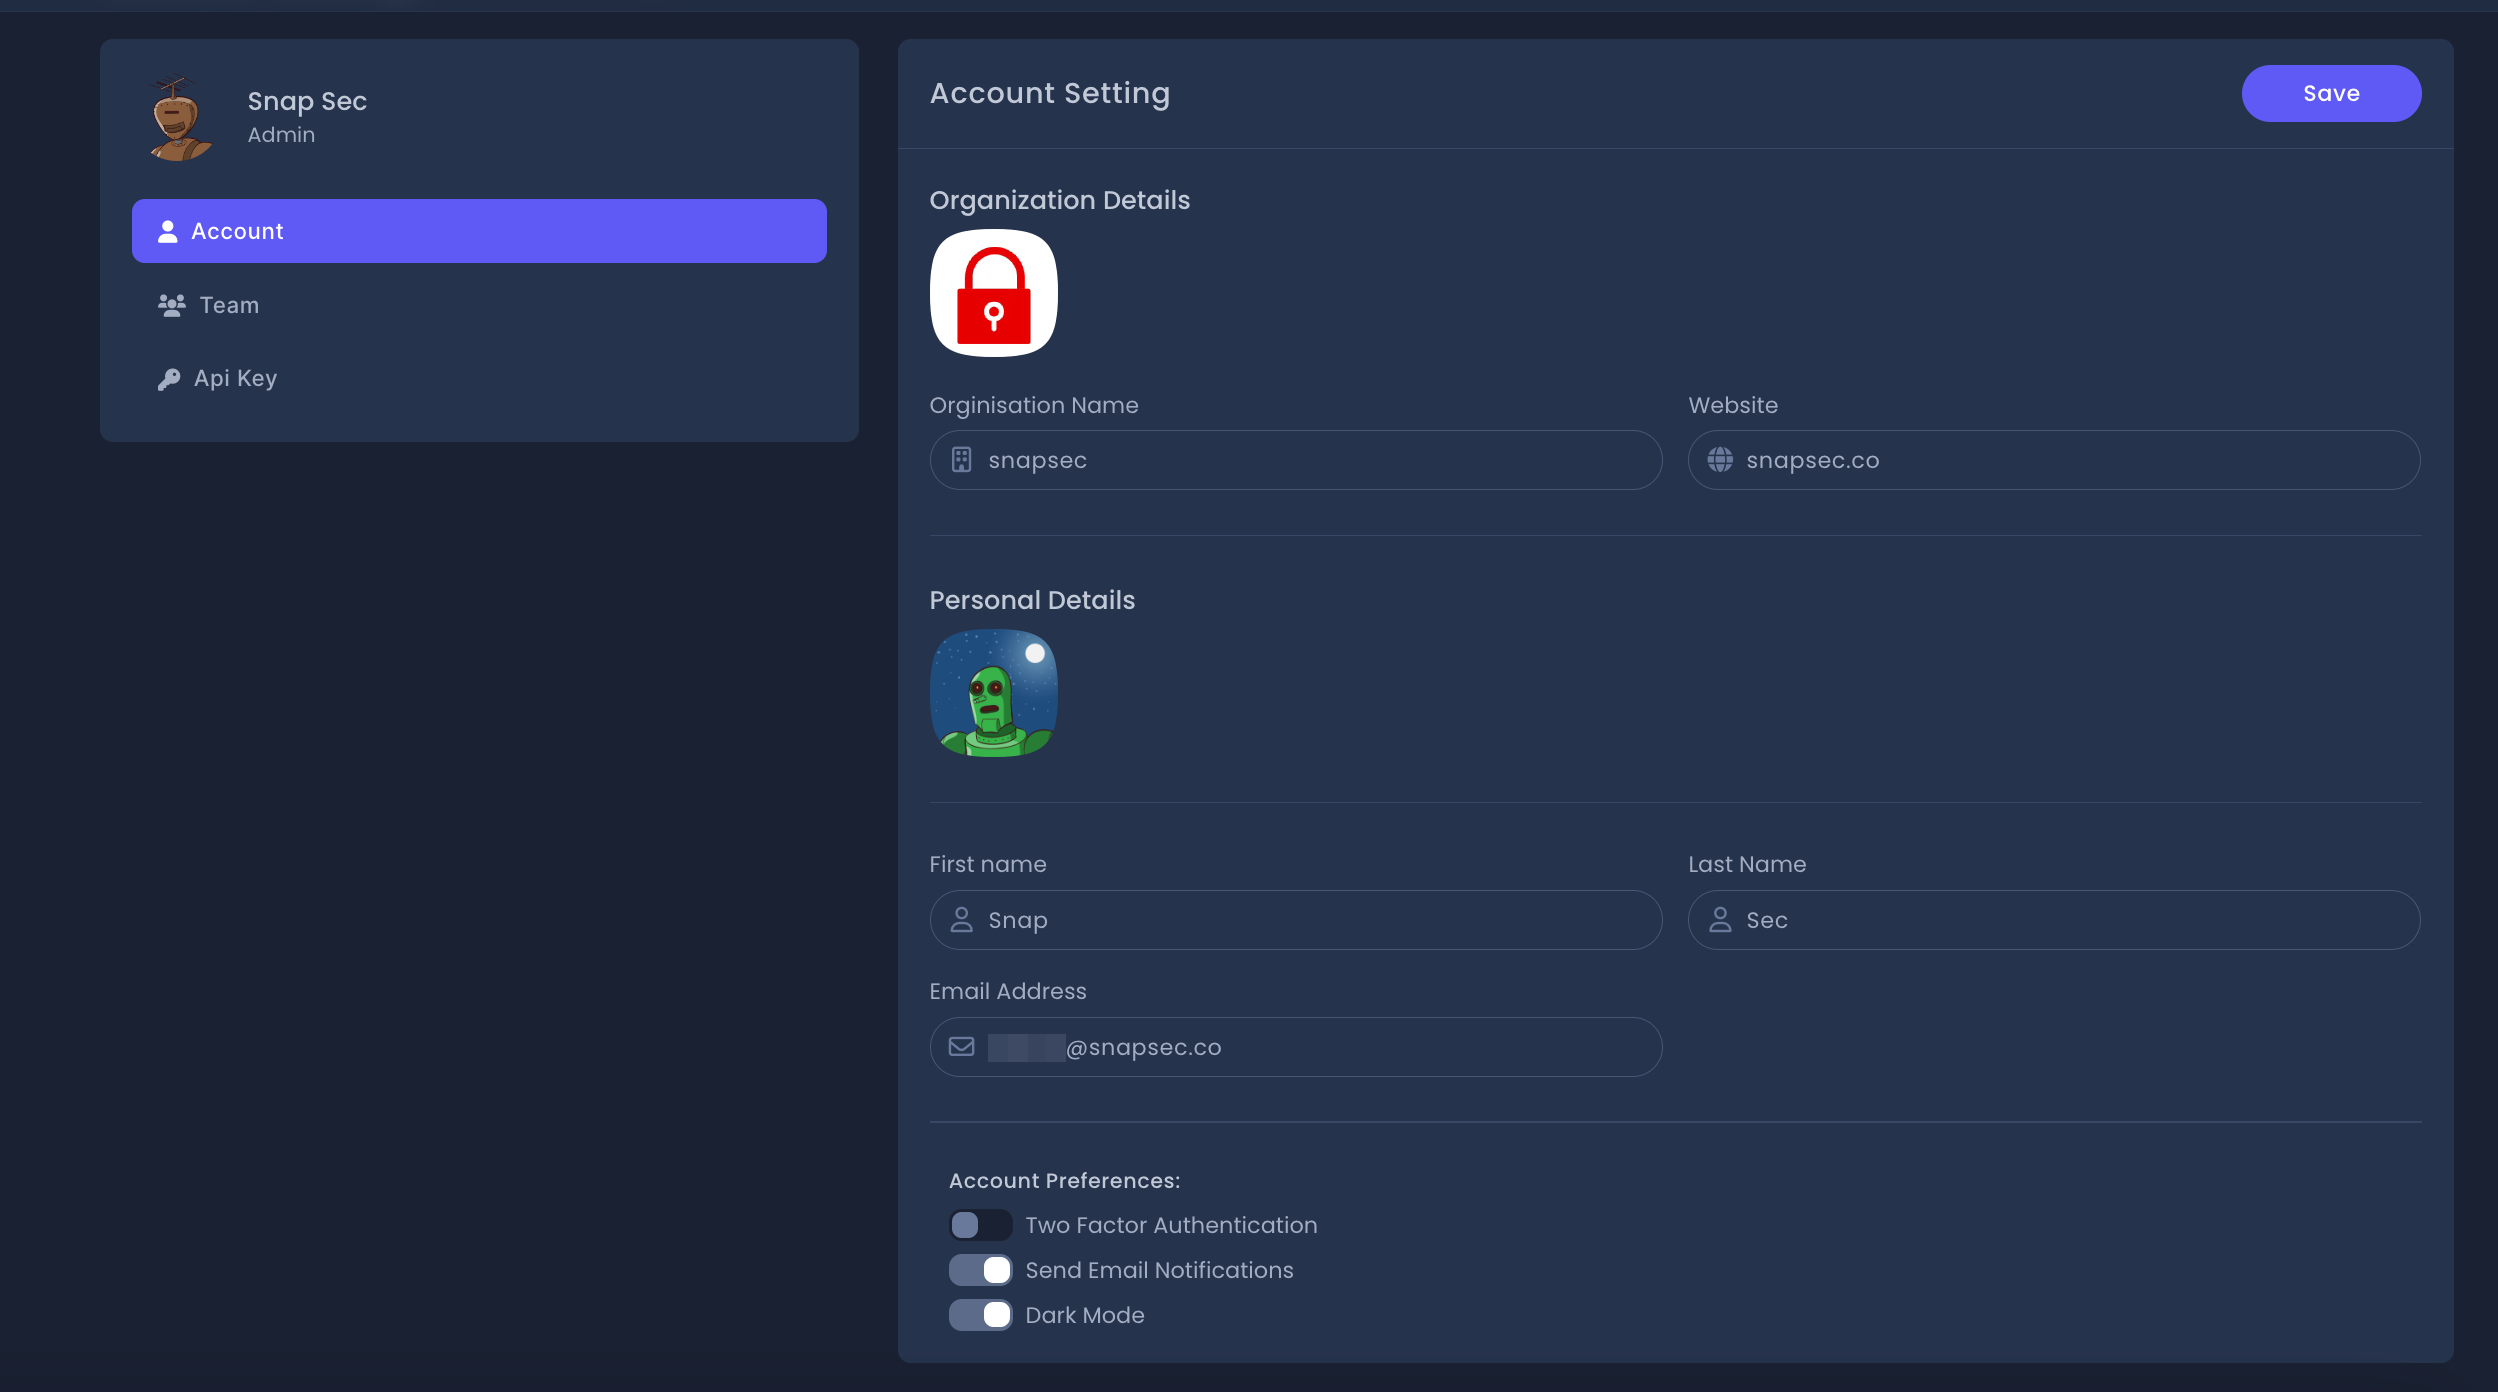 Snap Sec
Admin
Account
Team
Api Key
Account Setting
Save
Organization Details
Orginisation Name
Website
snapsec
snapsec.co
Personal Details
First name
Last Name
Snap
Sec
Email Address
@snapsec.co
Account Preferences:
Two Factor Authentication
Send Email Notifications
Dark Mode